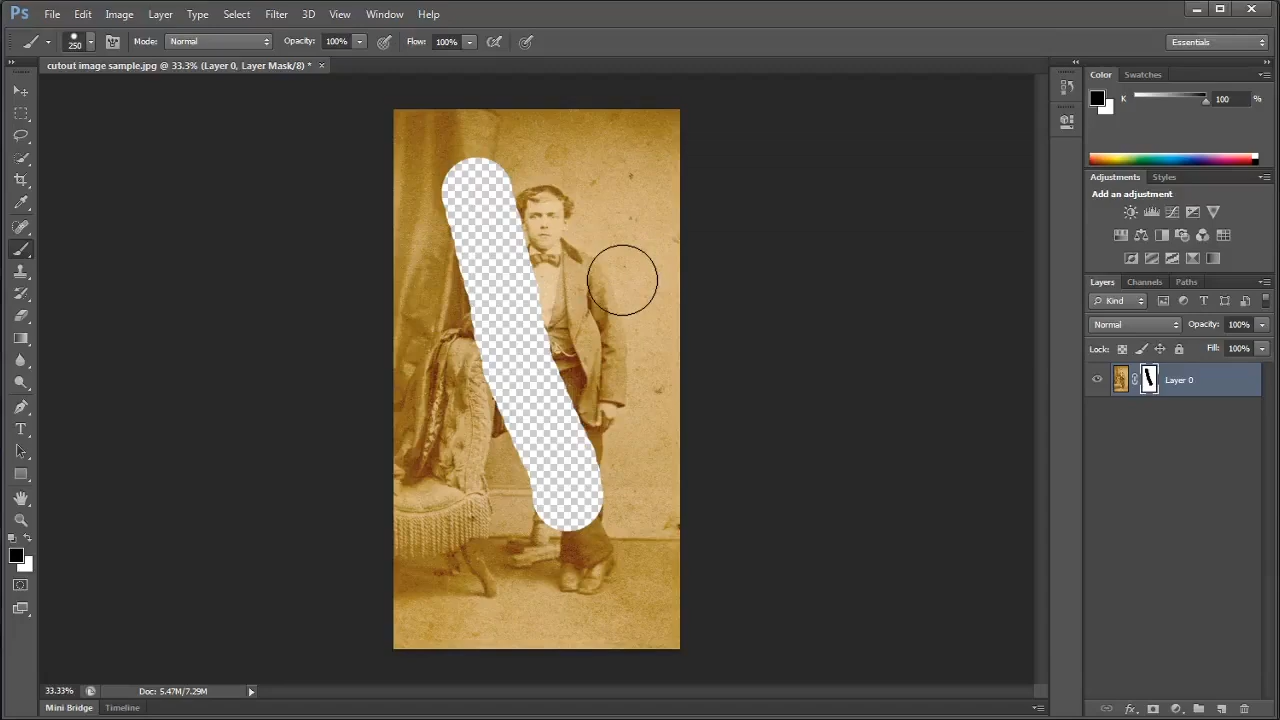 Ps File Edit Image Layer Type Select Filter 3D View Window Help
250 Mode: Normal Opacity: 100% Flow: 100% Essentials
cutout image sample.jpg @ 33.3% (Layer 0, Layer Mask/8) * ×
Color Swatches
K 100 %
Adjustments Styles
Add an adjustment
Layers Channels Paths
Kind
Normal Opacity: 100%
Lock: Fill: 100%
Layer 0
33.33% Doc: 5.47M/7.29M
Mini Bridge Timeline